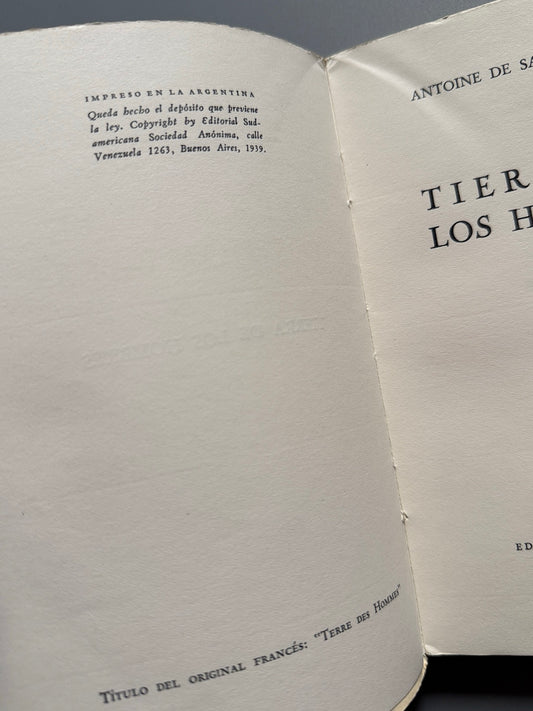 IMPRESO EN LA ARGENTINA
Queda hecho el depósito que previene
la ley. Copyright by Editorial Sud-
americana Sociedad Anónima, calle
Venezuela 1263, Buenos Aires, 1939.
Título del original francés: "Terre des Hommes"
ANTOINE DE SA
TIER
LOS H
ED